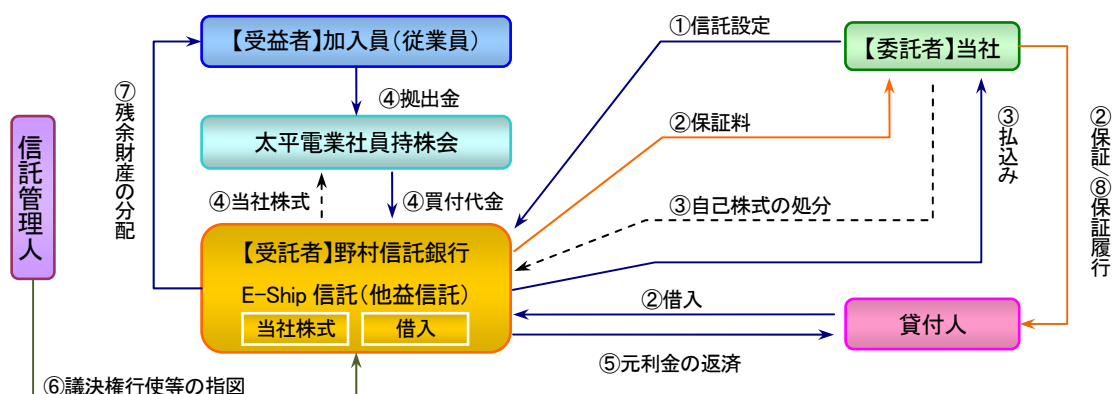 【受益者】加入員（従業員）
①信託設定
【委託者】当社
⑦残余財産の分配
④拠出金
②保証料
③払込み
②保証/⑧保証履行
信託管理人
太平電業社員持株会
④当社株式
④買付代金
③自己株式の処分
【受託者】野村信託銀行
E-Ship 信託（他益信託）
②借入
当社株式
借入
貸付人
⑤元利金の返済
⑥議決権行使等の指図